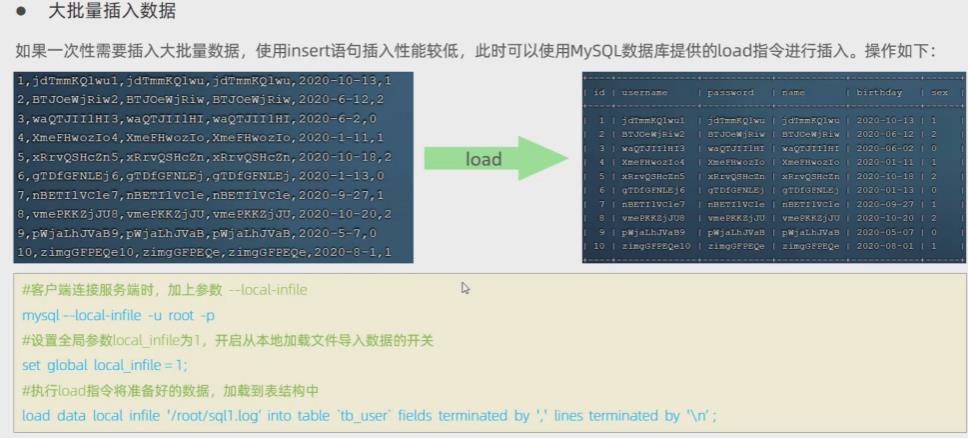 ● 大批量插入数据
如果一次性需要插入大批量数据，使用insert语句插入性能较低，此时可以使用MySQL数据库提供的load指令进行插入。操作如下：
1,jdTmmKQlwu1,jdTmmKQlwu,jdTmmKQlwu,2020-10-13,1
2,BTJOeWjRiw2,BTJOeWjRiw,BTJOeWjRiw,2020-6-12,2
3,waQTJIIlHI3,waQTJIIlHI,waQTJIIlHI,2020-6-2,0
4,XmeFHwozIo4,XmeFHwozIo,XmeFHwozIo,2020-1-11,1
5,xRrvQSHcZn5,xRrvQSHcZn,xRrvQSHcZn,2020-10-18,2
6,gTDfGFNLEj6,gTDfGFNLEj,gTDfGFNLEj,2020-1-13,0
7,nBETIlVCle7,nBETIlVCle,nBETIlVCle,2020-9-27,1
8,vmePKKZjJU8,vmePKKZjJU,vmePKKZjJU,2020-10-20,2
9,pWjaLhJVaB9,pWjaLhJVaB,pWjaLhJVaB,2020-5-7,0
10,zimgGFPEQe10,zimgGFPEQe,zimgGFPEQe,2020-8-1,1
load
| id | username | password | name | birthday | sex |
| 1 | jdTmmKQlwu1 | jdTmmKQlwu | jdTmmKQlwu | 2020-10-13 | 1
| 2 | BTJOeWjRiw2 | BTJOeWjRiw | BTJOeWjRiw | 2020-06-12 | 2
| 3 | waQTJIIlHI3 | waQTJIIlHI | waQTJIIlHI | 2020-06-02 | 0
| 4 | XmeFHwozIo4 | XmeFHwozIo | XmeFHwozIo | 2020-01-11 | 1
| 5 | xRrvQSHcZn5 | xRrvQSHcZn | xRrvQSHcZn | 2020-10-18 | 2
| 6 | gTDfGFNLEj6 | gTDfGFNLEj | gTDfGFNLEj | 2020-01-13 | 0
| 7 | nBETIlVCle7 | nBETIlVCle | nBETIlVCle | 2020-09-27 | 1
| 8 | vmePKKZjJU8 | vmePKKZjJU | vmePKKZjJU | 2020-10-20 | 2
| 9 | pWjaLhJVaB9 | pWjaLhJVaB | pWjaLhJVaB | 2020-05-07 | 0
| 10 | zimgGFPEQe10 | zimgGFPEQe | zimgGFPEQe | 2020-08-01 | 1
#客户端连接服务端时，加上参数 --local-infile
mysql --local-infile -u root -p
#设置全局参数local_infile为1，开启从本地加载文件导入数据的开关
set global local_infile = 1;
#执行load指令将准备好的数据，加载到表结构中
load data local infile '/root/sql1.log' into table `tb_user` fields terminated by ',' lines terminated by '\n' ;